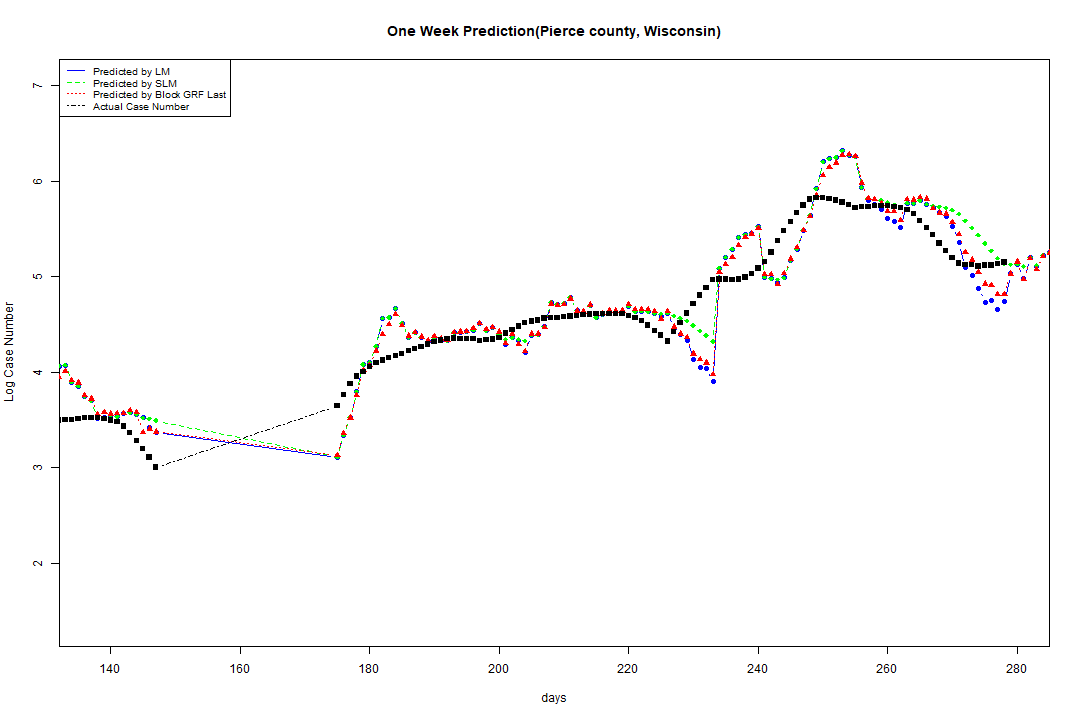 One Week Prediction(Pierce county, Wisconsin)
Predicted by LM
Predicted by SLM
Predicted by Block GRF Last
Actual Case Number
Log Case Number
7
6
5
4
3
2
140 160 180 200 220 240 260 280
days